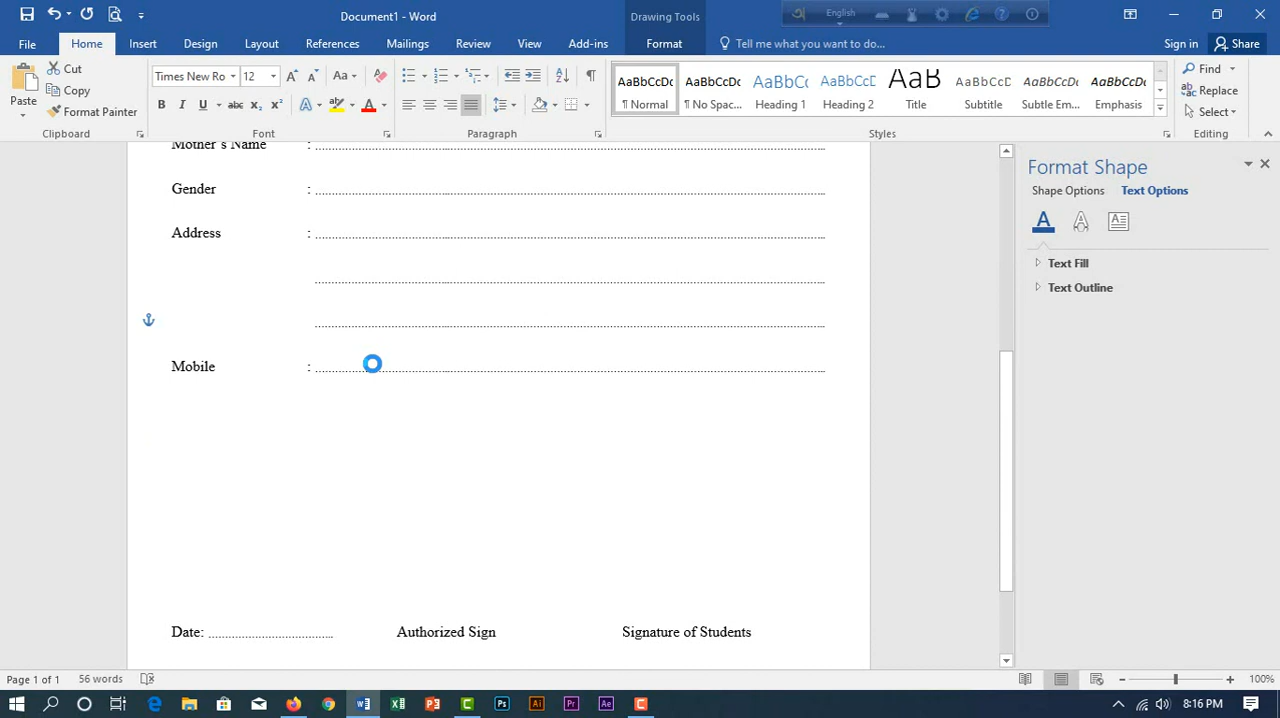 Document1 - Word
Drawing Tools
English
File
Home
Insert
Design
Layout
References
Mailings
Review
View
Add-ins
Format
Tell me what you want to do...
Sign in
Share
Paste
Cut
Copy
Format Painter
Clipboard
Times New Ro
12
Font
Paragraph
AaBbCcDc
¶ Normal
AaBbCcDc
¶ No Spac...
AaBbCc
Heading 1
AaBbCcD
Heading 2
AaB
Title
AaBbCcD
Subtitle
AaBbCcDt
Subtle Em...
AaBbCcDt
Emphasis
Styles
Find
Replace
Select
Editing
Mother's Name :
Gender :
Address :
Mobile :
Date: ......................................
Authorized Sign
Signature of Students
Format Shape
Shape Options
Text Options
Text Fill
Text Outline
Page 1 of 1
56 words
100%
8:16 PM